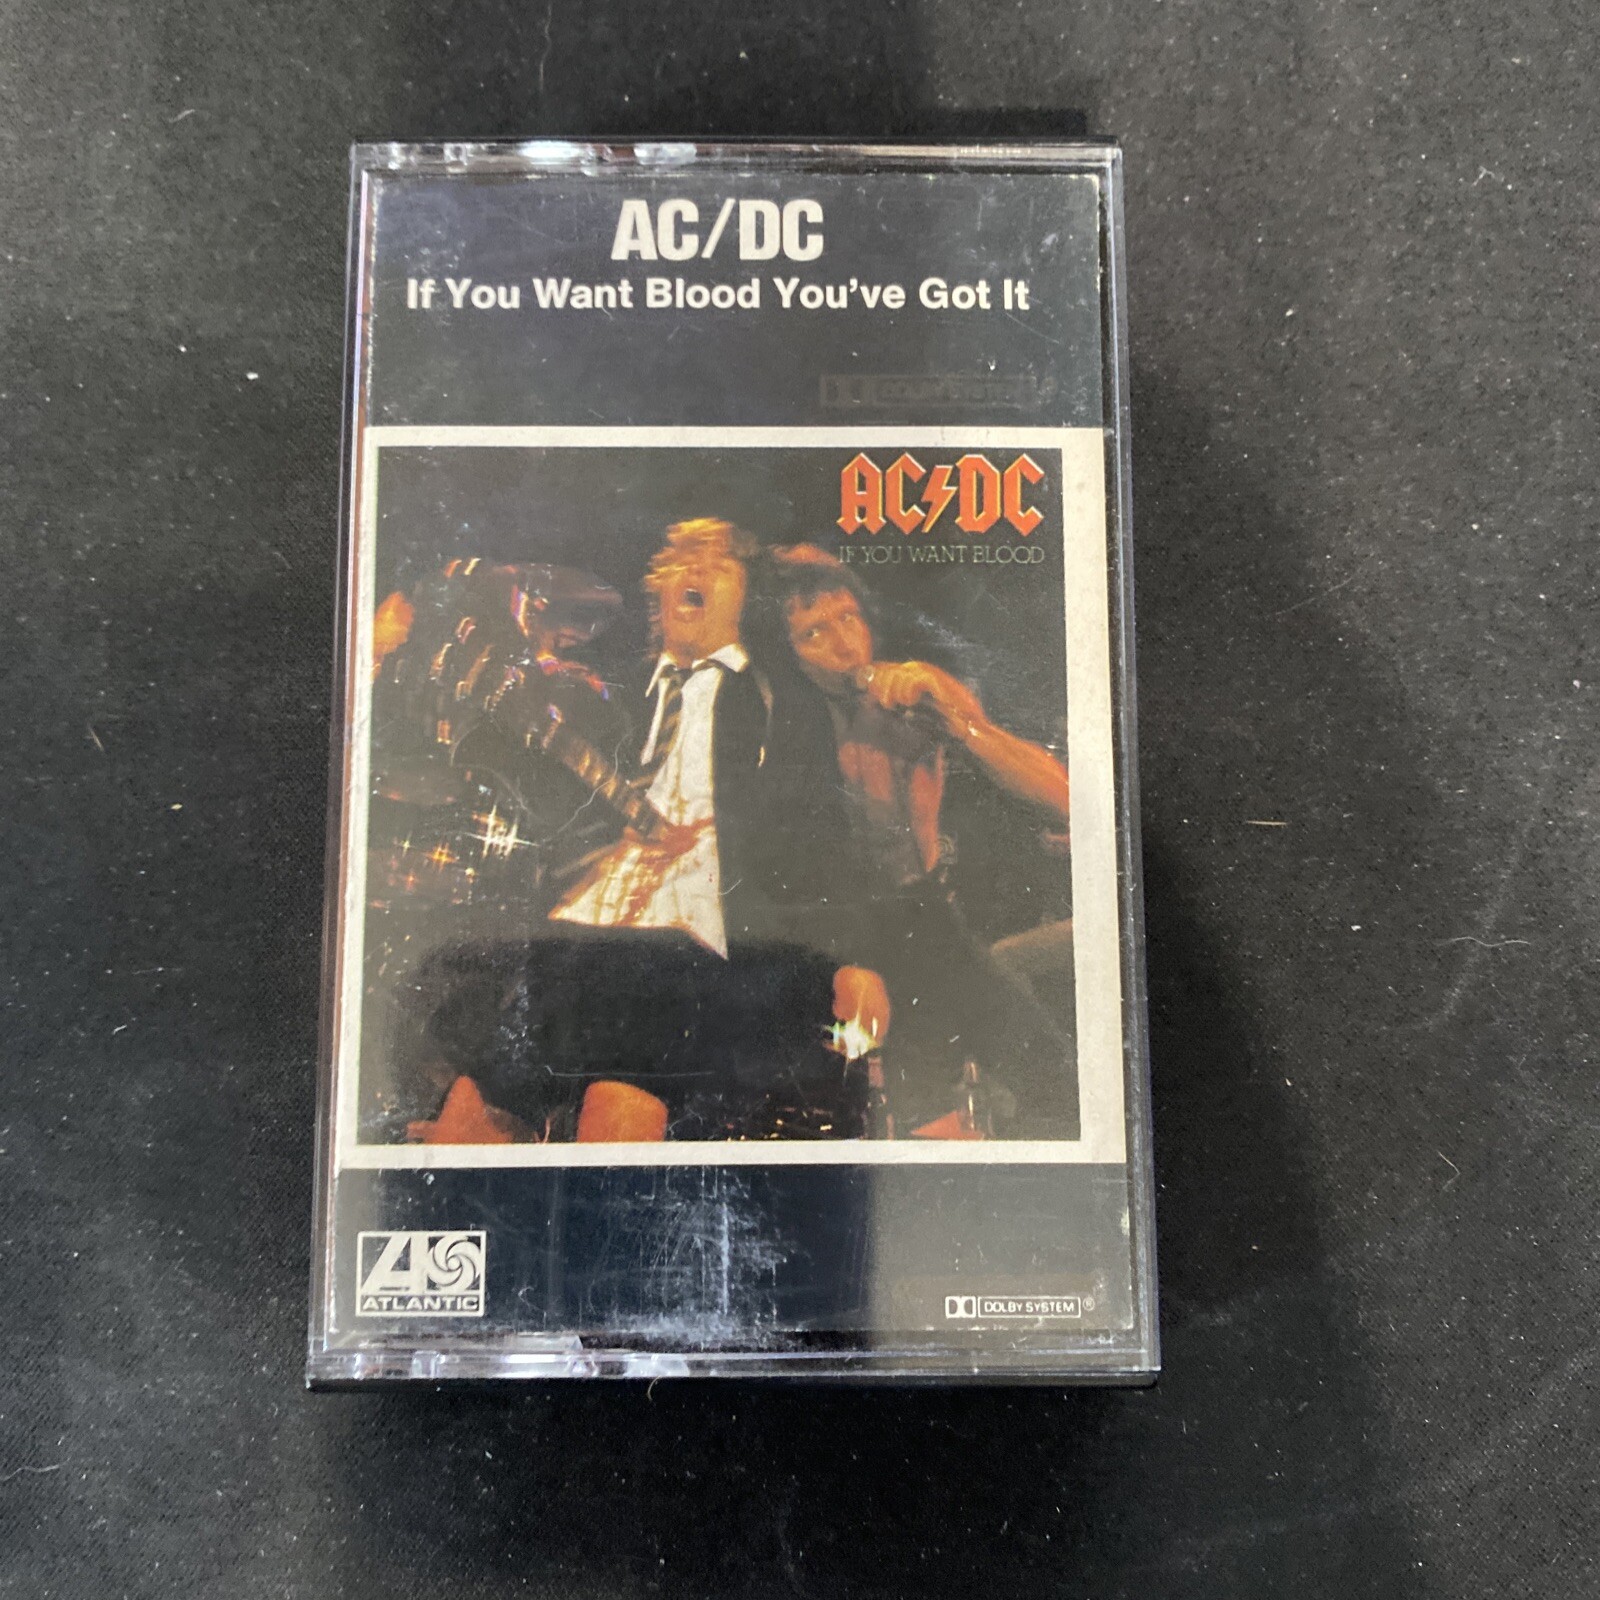 AC/DC
If You Want Blood You've Got It
AC⚡DC
IF YOU WANT BLOOD
ATLANTIC
DOLBY SYSTEM ®